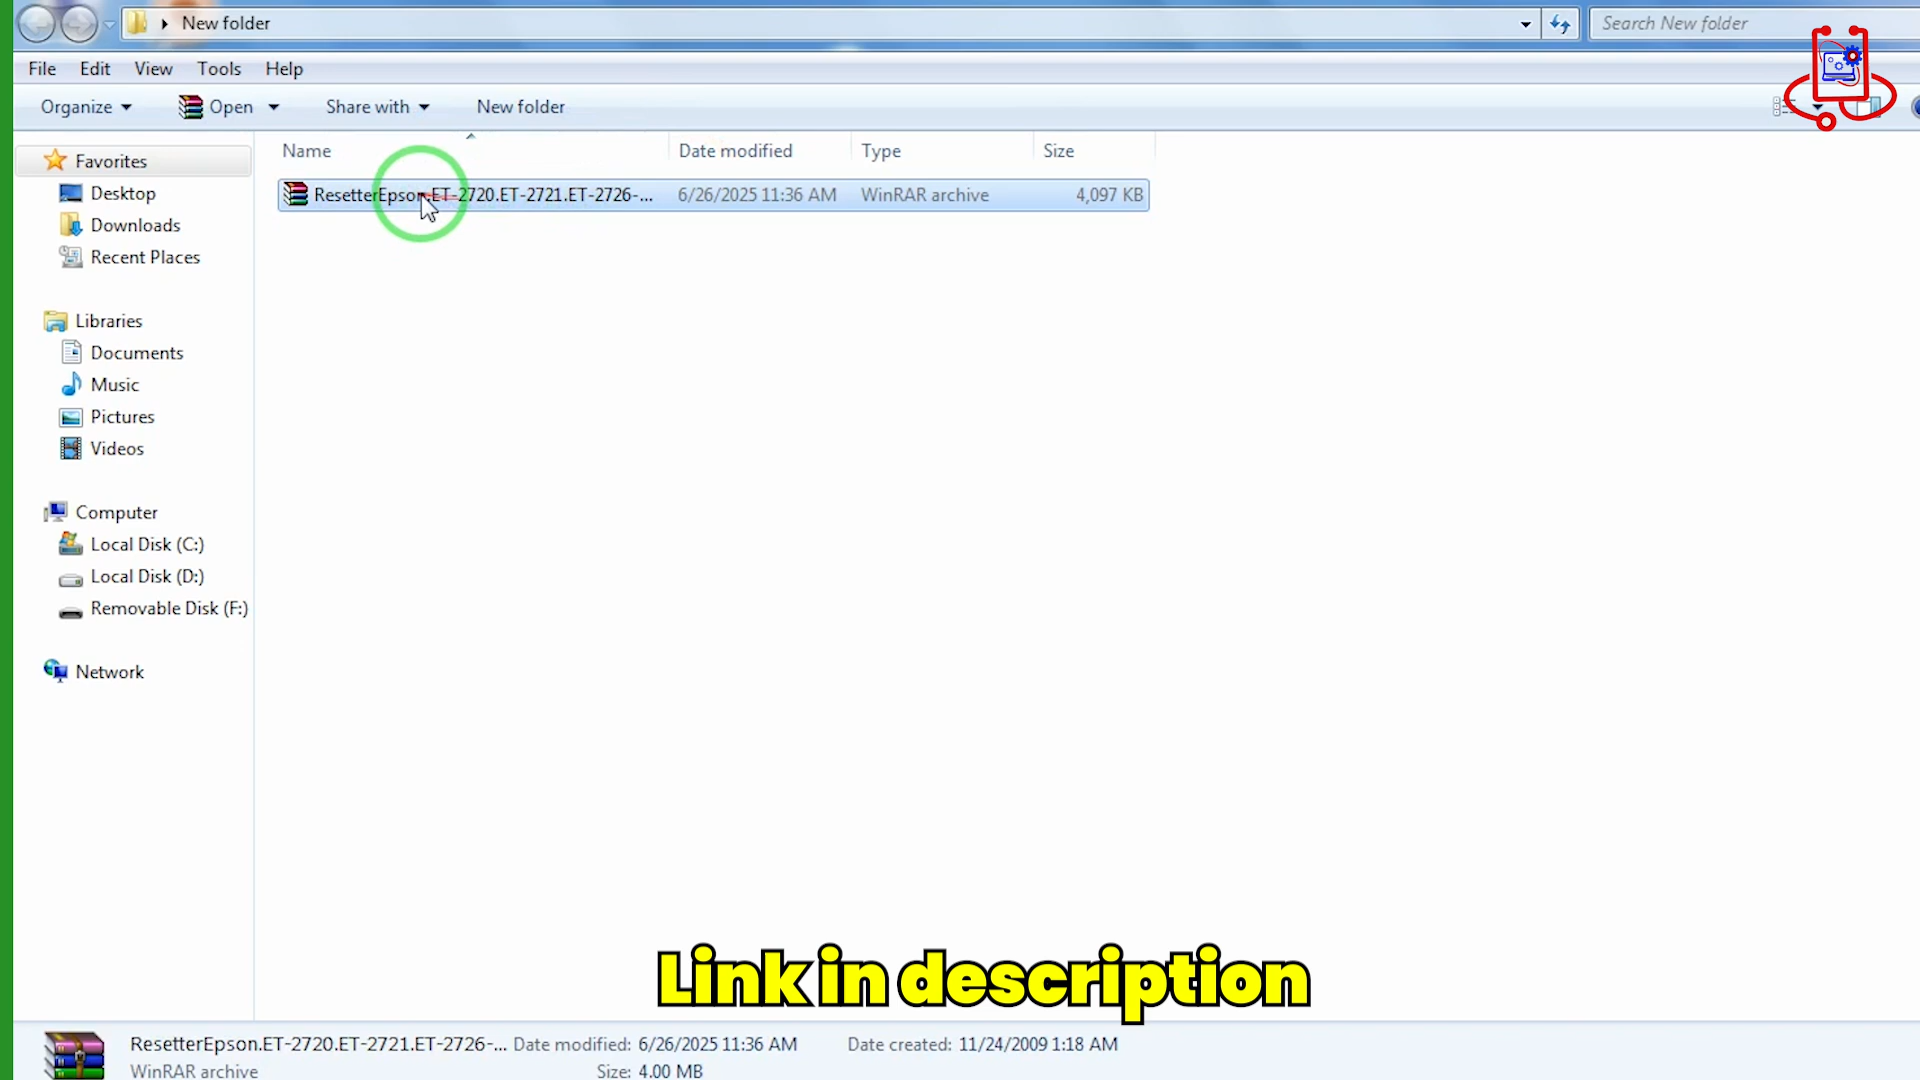 New folder
Search New folder
File Edit View Tools Help
Organize Open Share with New folder
Name Date modified Type Size
ResetterEpson.ET-2720.ET-2721.ET-2726-... 6/26/2025 11:36 AM WinRAR archive 4,097 KB
Favorites
Desktop
Downloads
Recent Places
Libraries
Documents
Music
Pictures
Videos
Computer
Local Disk (C:)
Local Disk (D:)
Removable Disk (F:)
Network
Link in description
ResetterEpson.ET-2720.ET-2721.ET-2726-... Date modified: 6/26/2025 11:36 AM Date created: 11/24/2009 1:18 AM
WinRAR archive Size: 4.00 MB